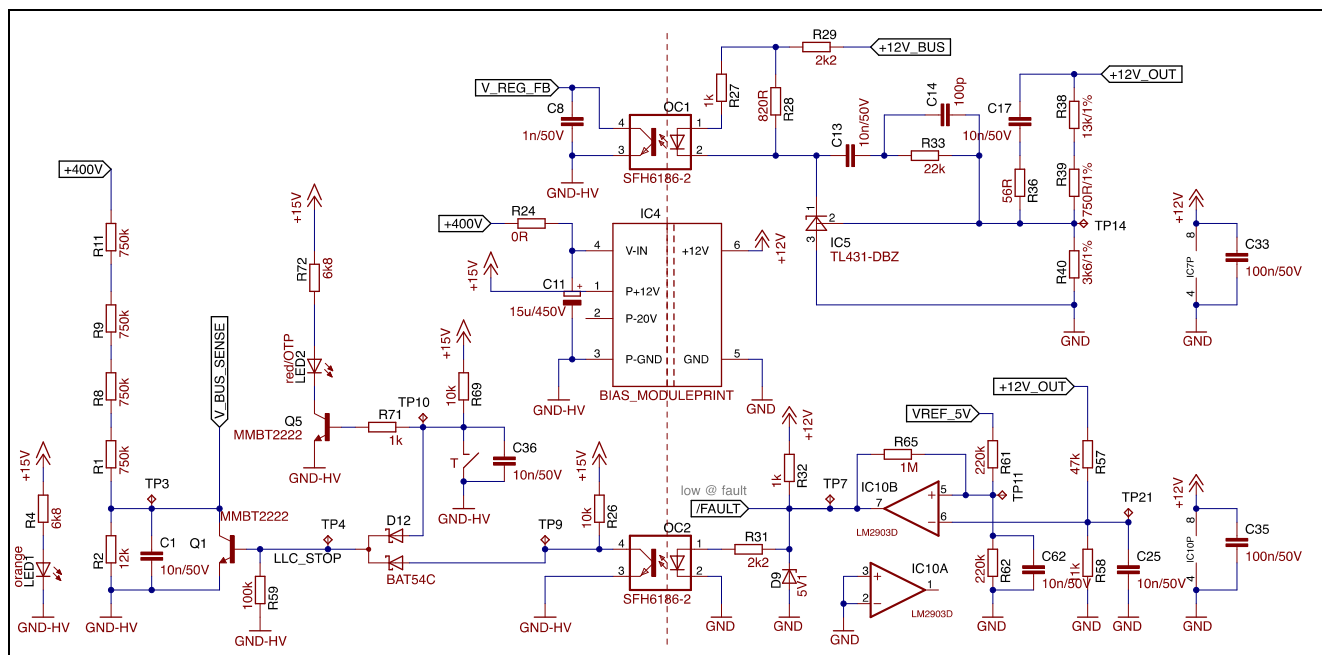 R29
2k2
+12V_BUS
V_REG_FB
C8
1n/50V
GND-HV
OC1
4
3
1
2
SFH6186-2
1k
R27
820R
R28
C14
100p
C13
10n/50V
R33
22k
C17
10n/50V
+12V_OUT
R38
13k/1%
R39
750R/1%
56R
R36
TP14
R40
3k6/1%
GND
1
2
3
IC5
TL431-DBZ
+12V
8
IC7P
4
GND
C33
100n/50V
+400V
R24
0R
+15V
C11
+
15u/450V
GND-HV
IC4
4
V-IN
1
P+12V
2
P-20V
3
P-GND
+12V
6
+12V
GND
5
BIAS_MODULEPRINT
GND
+400V
R11
750k
R9
750k
R8
750k
R1
750k
V_BUS_SENSE
+15V
R72
6k8
red/OTP
LED2
Q5
MMBT2222
GND-HV
R71
1k
TP10
+15V
10k
R69
T
C36
10n/50V
GND-HV
+15V
R4
6k8
orange
LED1
GND-HV
TP3
R2
12k
C1
10n/50V
GND-HV
MMBT2222
Q1
100k
R59
GND-HV
LLC_STOP
TP4
D12
BAT54C
TP9
GND-HV
+15V
10k
R26
OC2
4
3
1
2
SFH6186-2
GND
R31
2k2
low @ fault
/FAULT
+12V
1k
R32
D9
5V1
GND
TP7
R65
1M
IC10B
7
5
6
+
−
LM2903D
IC10A
3
2
1
+
−
LM2903D
GND
VREF_5V
220k
R61
TP11
220k
R62
C62
10n/50V
GND
+12V_OUT
47k
R57
11k
R58
GND
TP21
C25
10n/50V
GND
+12V
8
IC10P
4
GND
C35
100n/50V